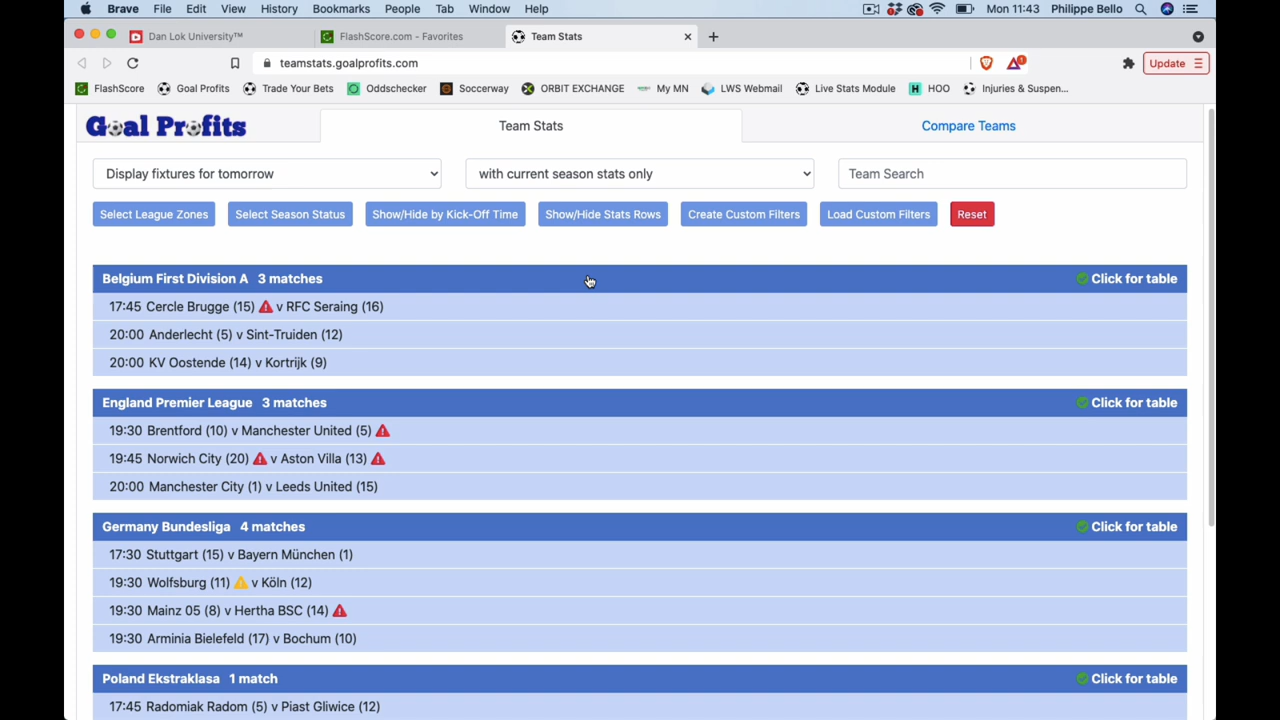 Brave File Edit View History Bookmarks People Tab Window Help Mon 11:43 Philippe Bello
Dan Lok University™ FlashScore.com - Favorites Team Stats
teamstats.goalprofits.com Update
FlashScore Goal Profits Trade Your Bets Oddschecker Soccerway ORBIT EXCHANGE My MN LWS Webmail Live Stats Module HOO Injuries & Suspen...
Goal Profits Team Stats Compare Teams
Display fixtures for tomorrow with current season stats only Team Search
Select League Zones Select Season Status Show/Hide by Kick-Off Time Show/Hide Stats Rows Create Custom Filters Load Custom Filters Reset
Belgium First Division A 3 matches Click for table
17:45 Cercle Brugge (15) v RFC Seraing (16)
20:00 Anderlecht (5) v Sint-Truiden (12)
20:00 KV Oostende (14) v Kortrijk (9)
England Premier League 3 matches Click for table
19:30 Brentford (10) v Manchester United (5)
19:45 Norwich City (20) v Aston Villa (13)
20:00 Manchester City (1) v Leeds United (15)
Germany Bundesliga 4 matches Click for table
17:30 Stuttgart (15) v Bayern München (1)
19:30 Wolfsburg (11) v Köln (12)
19:30 Mainz 05 (8) v Hertha BSC (14)
19:30 Arminia Bielefeld (17) v Bochum (10)
Poland Ekstraklasa 1 match Click for table
17:45 Radomiak Radom (5) v Piast Gliwice (12)